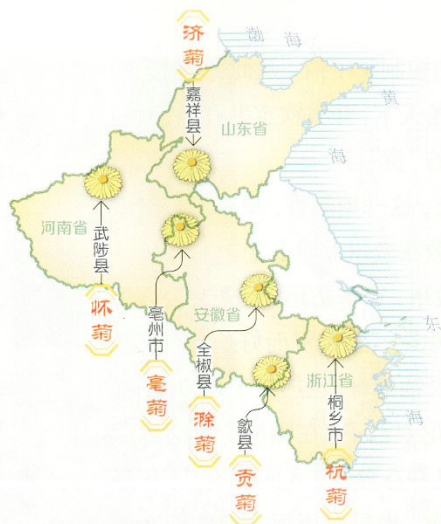 济菊
嘉祥县
渤海
黄海
山东省
河南省
武陟县
怀菊
亳州市
亳菊
安徽省
全椒县
滁菊
歙县
贡菊
浙江省
桐乡市
杭菊
东海